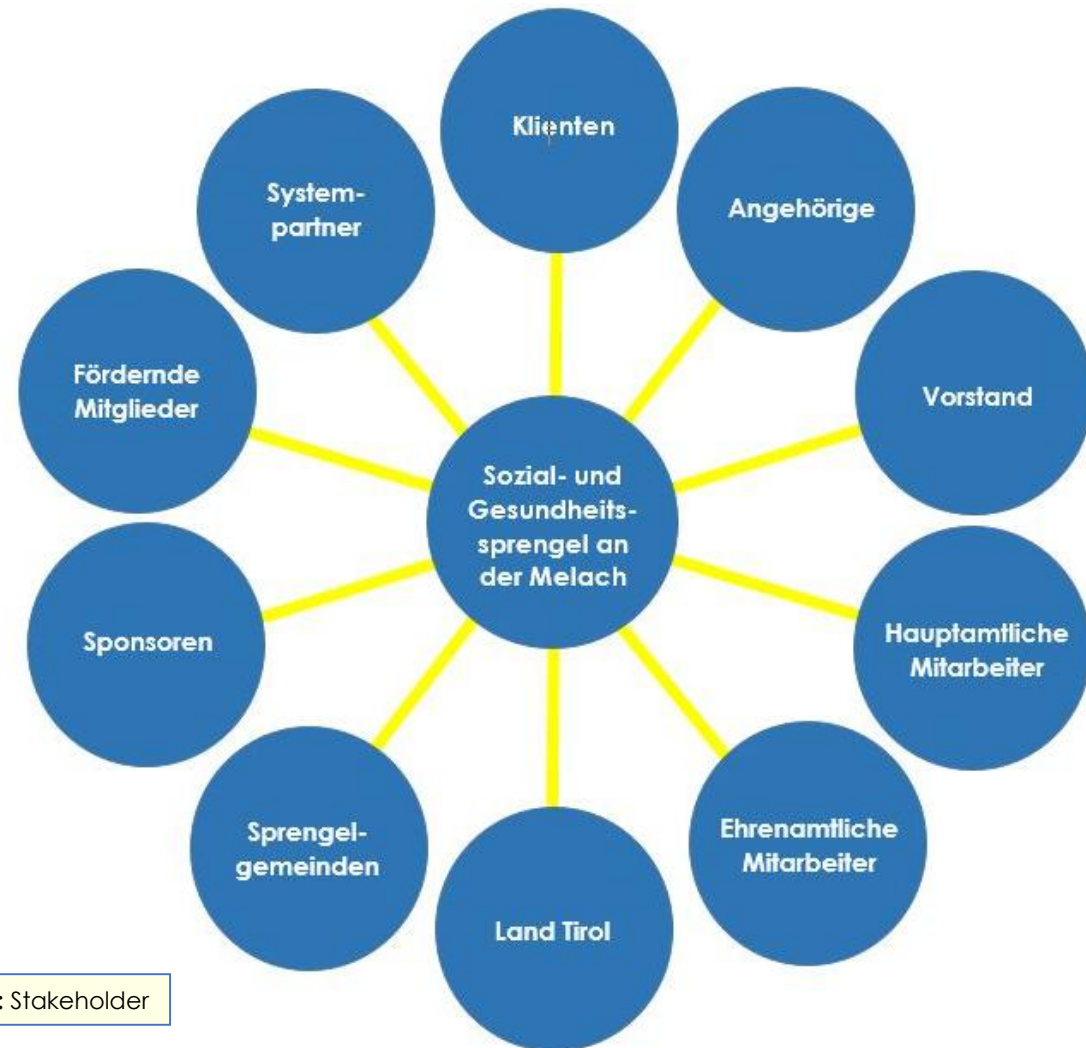 Klienten
Angehörige
Vorstand
Hauptamtliche
Mitarbeiter
Ehrenamtliche
Mitarbeiter
Land Tirol
Sprengel-
gemeinden
Sponsoren
Fördernde
Mitglieder
System-
partner
Sozial- und
Gesundheits-
sprengel an
der Melach
: Stakeholder